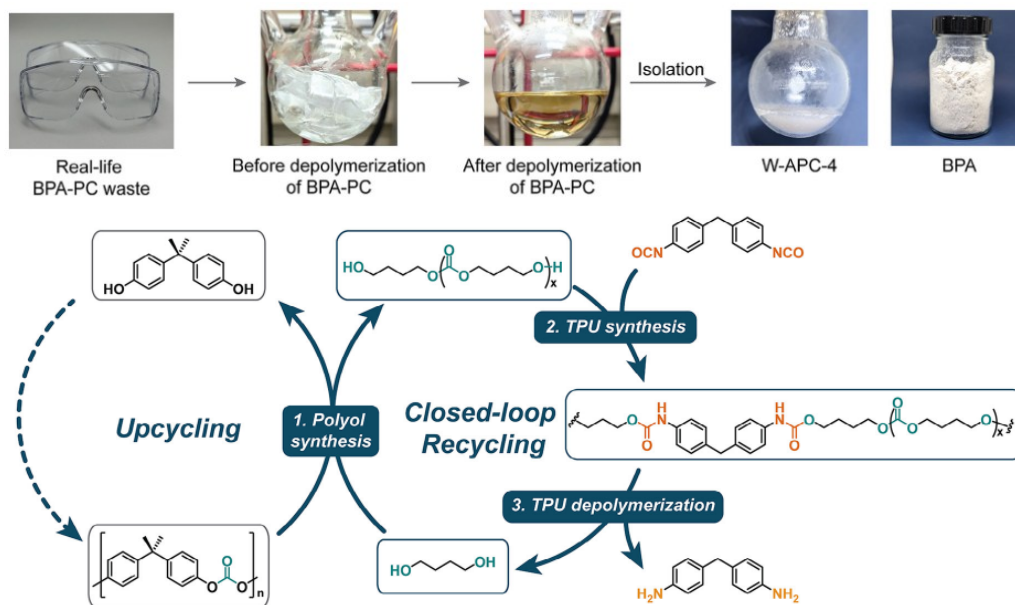 Isolation
Real-life
BPA-PC waste
Before depolymerization
of BPA-PC
After depolymerization
of BPA-PC
W-APC-4
BPA
HO
OH
HO
O
O
O
O
H
x
OCN
NCO
2. TPU synthesis
Upcycling
1. Polyol
synthesis
Closed-loop
Recycling
O
O
H
N
H
N
O
O
O
O
O
O
x
3. TPU depolymerization
O
O
O
n
HO
OH
H₂N
NH₂